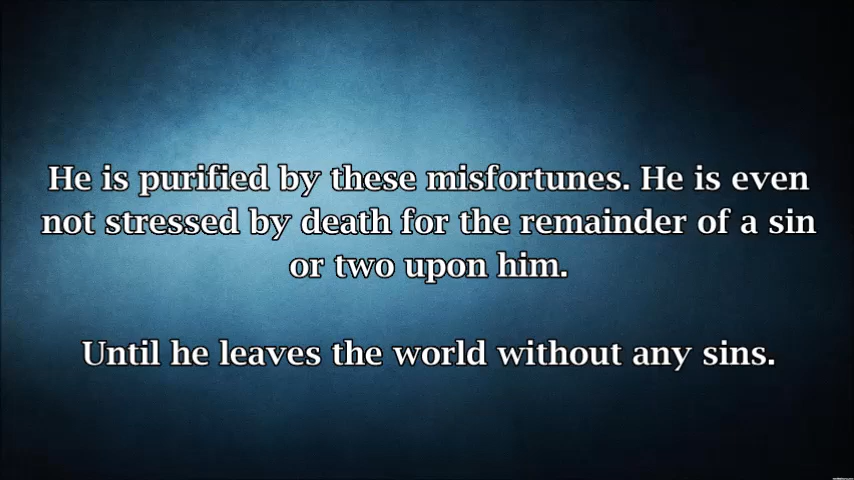 He is purified by these misfortunes. He is even
not stressed by death for the remainder of a sin
or two upon him.
Until he leaves the world without any sins.